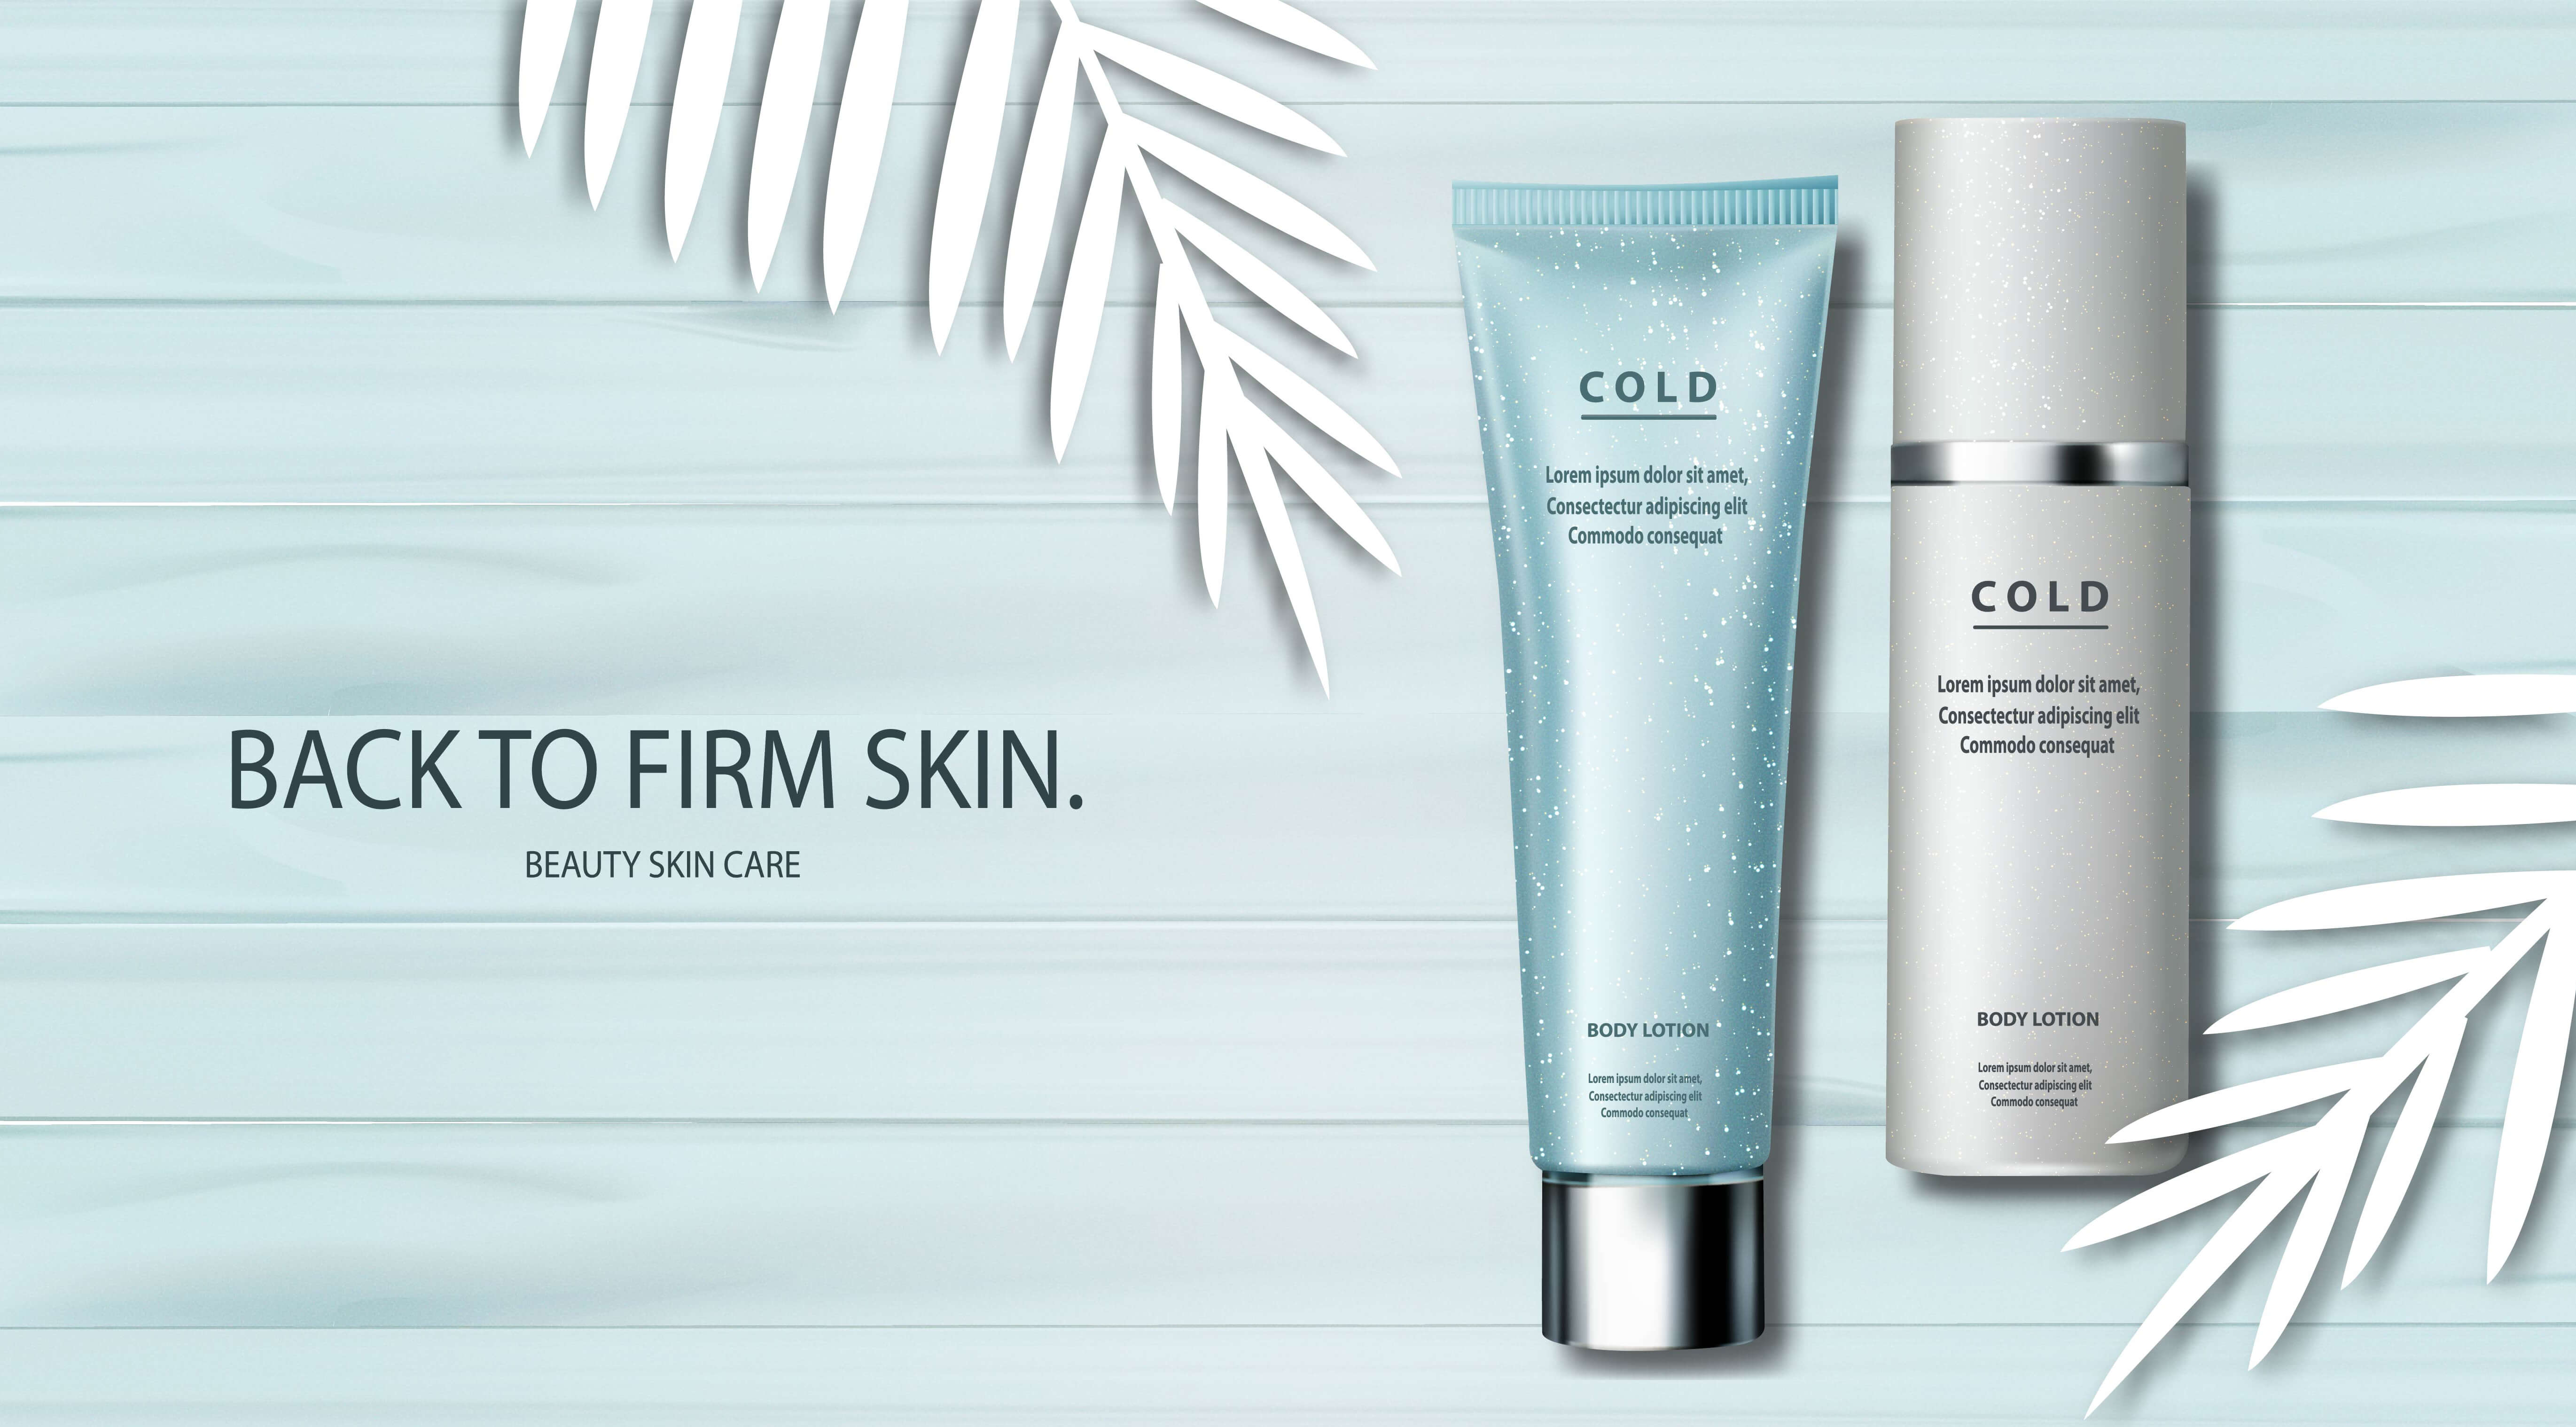 BACK TO FIRM SKIN.
BEAUTY SKIN CARE
COLD
Lorem ipsum dolor sit amet,
Consectectur adipiscing elit
Commodo consequat
BODY LOTION
Lorem ipsum dolor sit amet,
Consectectur adipiscing elit
Commodo consequat
COLD
Lorem ipsum dolor sit amet,
Consectectur adipiscing elit
Commodo consequat
BODY LOTION
Lorem ipsum dolor sit amet,
Consectectur adipiscing elit
Commodo consequat